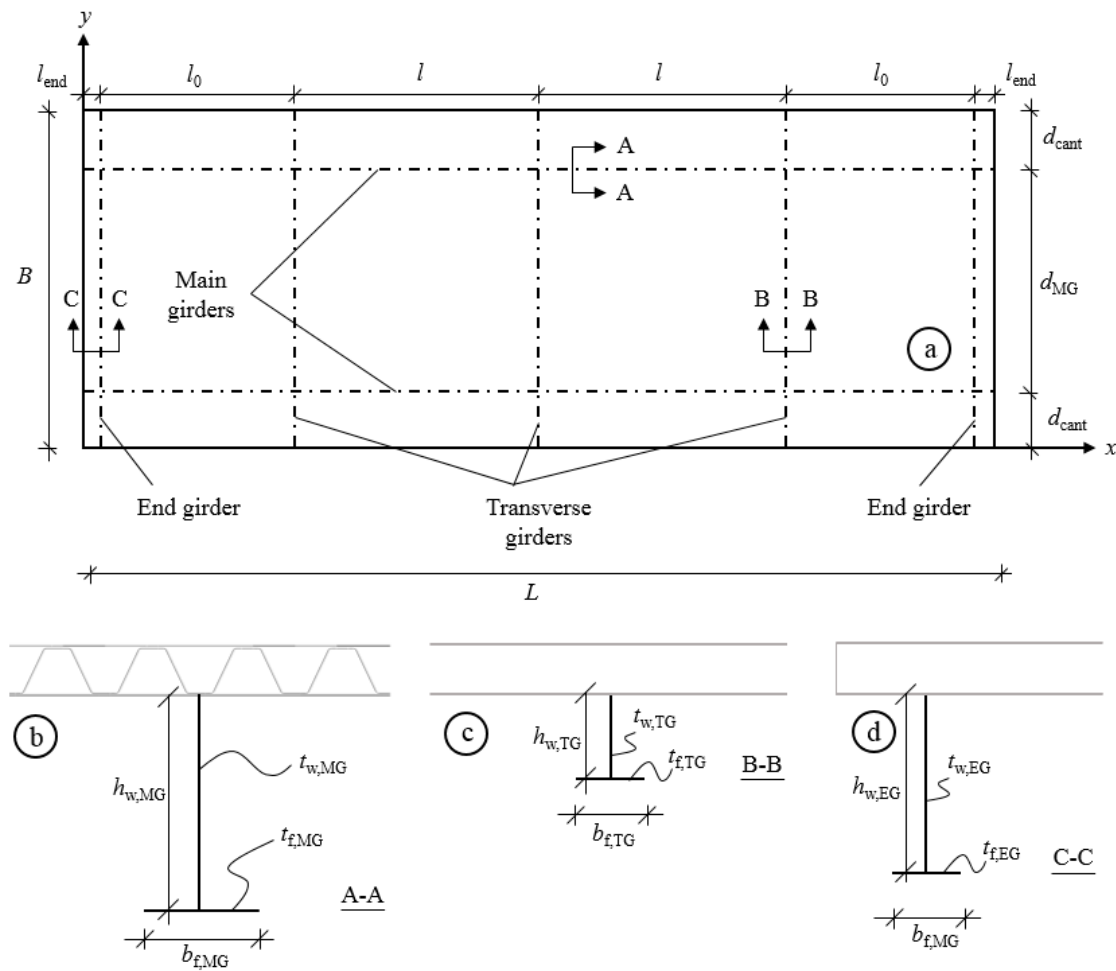 y
l_end l_0 l l l_0 l_end
A
A
d_cant
B
Main
girders
C C
B B
d_MG
a
d_cant
x
End girder
Transverse
girders
End girder
L
b
h_w,MG
t_w,MG
t_f,MG
A-A
b_f,MG
c
h_w,TG
t_w,TG
t_f,TG
B-B
b_f,TG
d
h_w,EG
t_w,EG
t_f,EG
C-C
b_f,MG